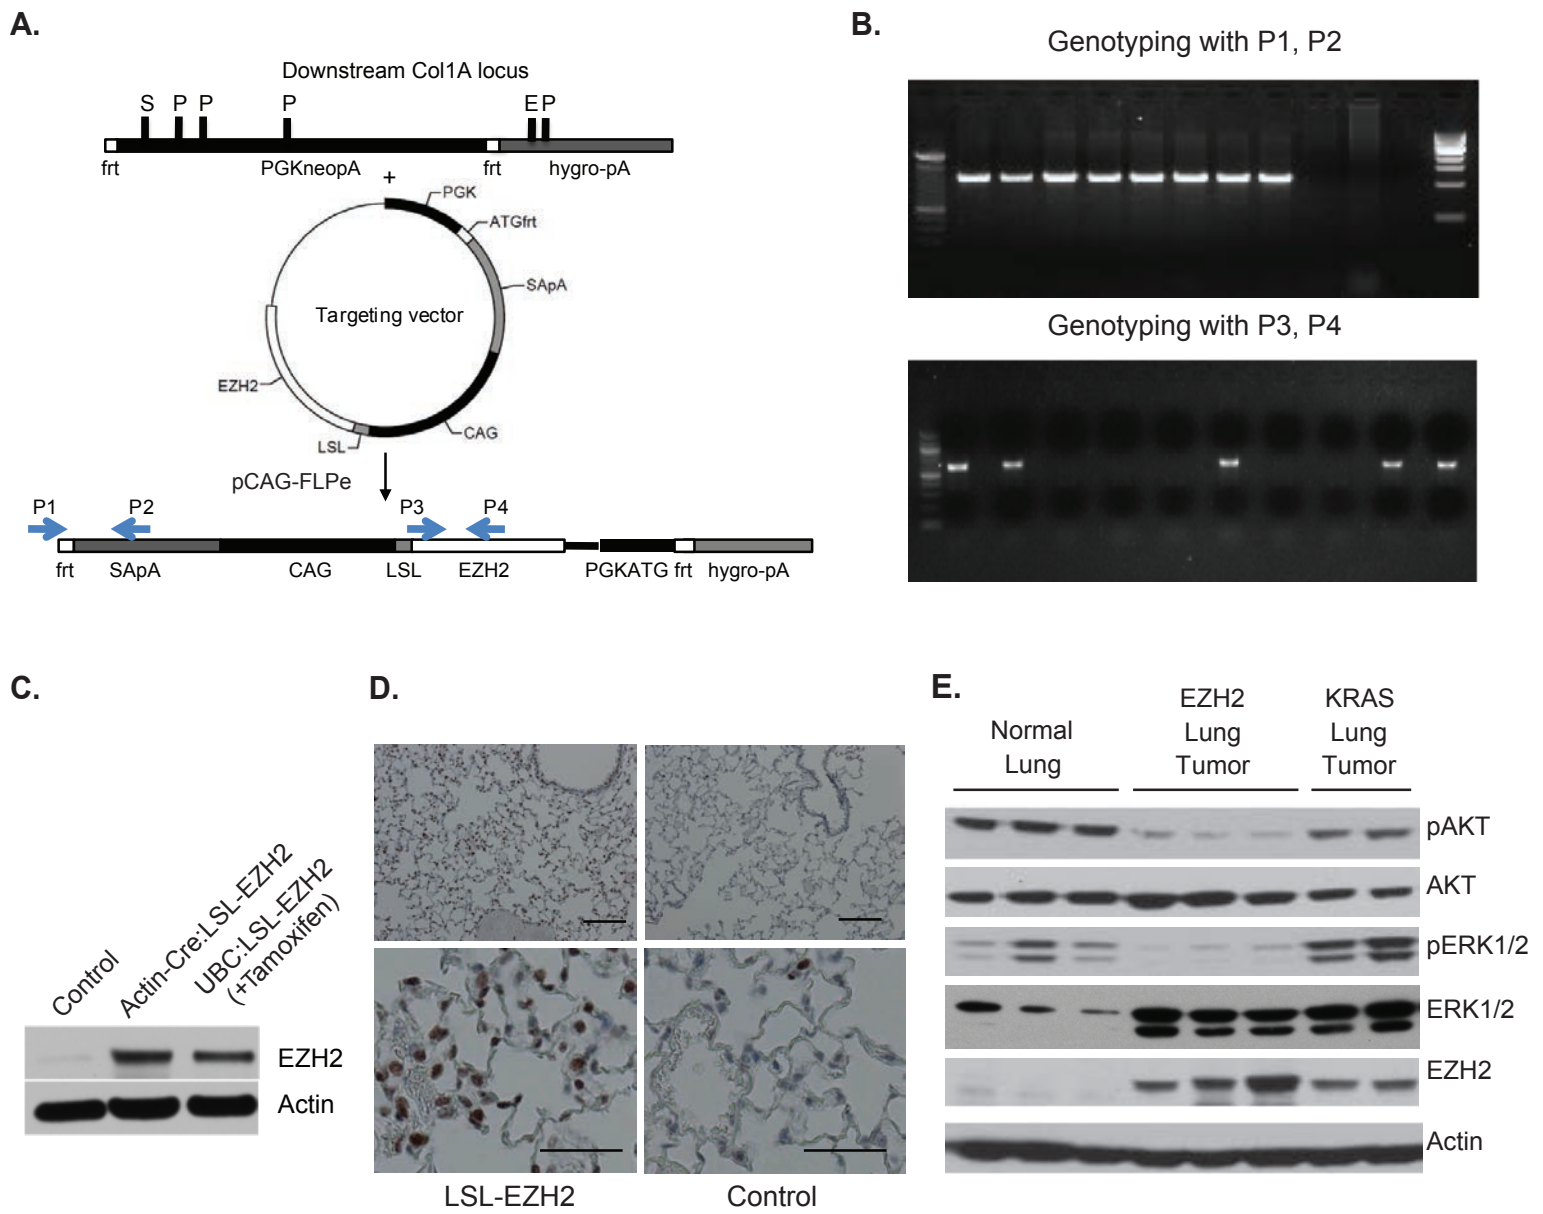 A.
Downstream Col1A locus
S P P P E P
frt PGKneopA frt hygro-pA
+
PGK
ATGfrt
SApA
Targeting vector
EZH2
CAG
LSL
pCAG-FLPe
P1 P2 P3 P4
frt SApA CAG LSL EZH2 PGKATG frt hygro-pA
B.
Genotyping with P1, P2
Genotyping with P3, P4
C.
Control
Actin-Cre:LSL-EZH2
UBC:LSL-EZH2
(+Tamoxifen)
EZH2
Actin
D.
LSL-EZH2 Control
E.
Normal
Lung
EZH2
Lung
Tumor
KRAS
Lung
Tumor
pAKT
AKT
pERK1/2
ERK1/2
EZH2
Actin